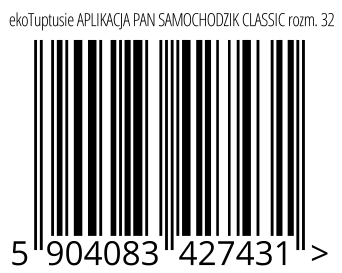 ekoTuptusie APLIKACJA PAN SAMOCHODZIK CLASSIC rozm. 32
5 904083 427431 >